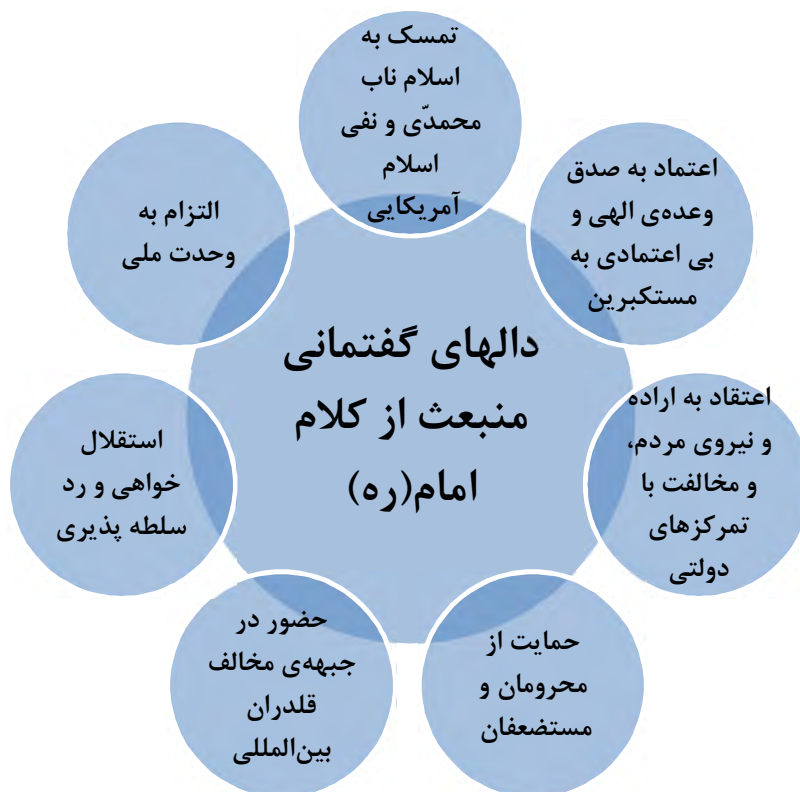 دالهای گفتمانی
منبعث از کلام
امام(ره)
تمسک به
اسلام ناب
محمدّی و نفی
اسلام
آمریکایی
اعتماد به صدق
وعده‌ی الهی و
بی اعتمادی به
مستکبرین
اعتقاد به اراده
و نیروی مردم،
و مخالفت با
تمرکزهای
دولتی
حمایت از
محرومان و
مستضعفان
حضور در
جبهه‌ی مخالف
قلدران
بین‌المللی
استقلال
خواهی و رد
سلطه پذیری
التزام به
وحدت ملی